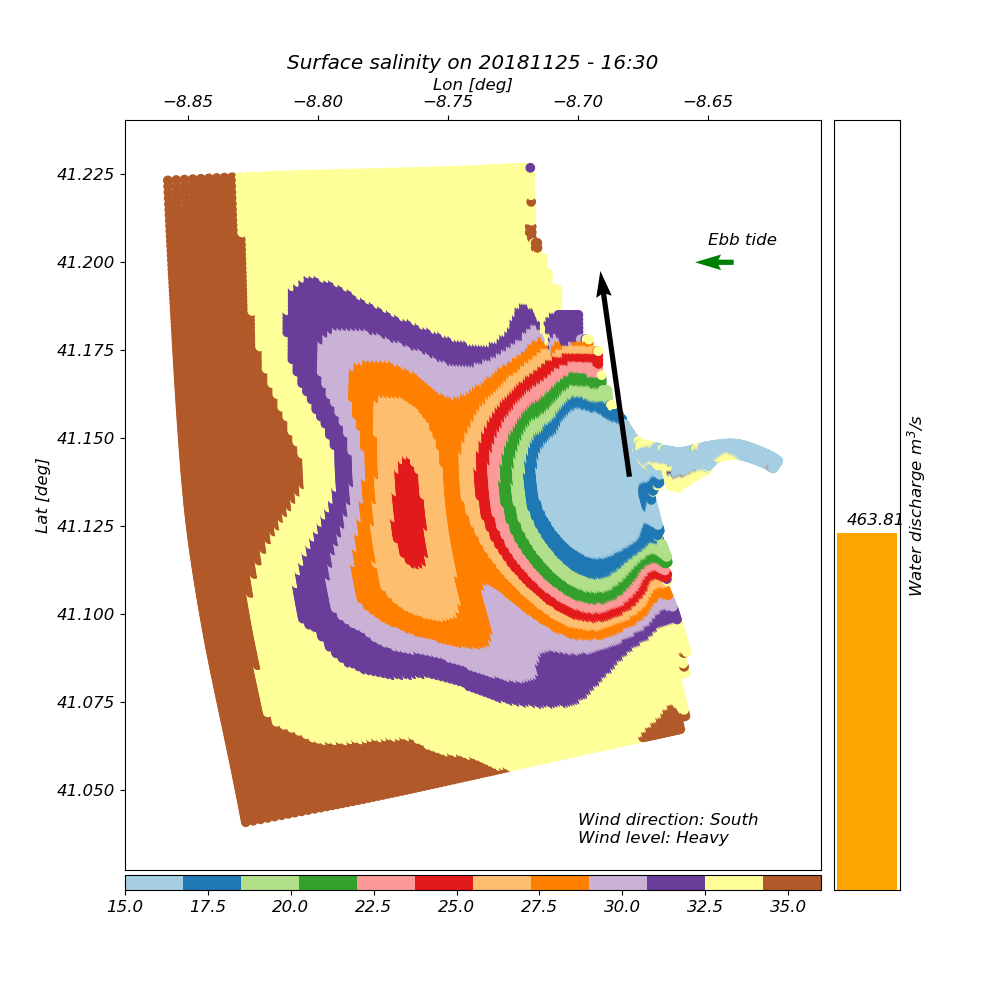 Surface salinity on 20181125 - 16:30
Lon [deg]
−8.85 −8.80 −8.75 −8.70 −8.65
41.225
41.200
41.175
41.150
41.125
41.100
41.075
41.050
Lat [deg]
Ebb tide
463.81
Water discharge m³/s
Wind direction: South
Wind level: Heavy
15.0 17.5 20.0 22.5 25.0 27.5 30.0 32.5 35.0